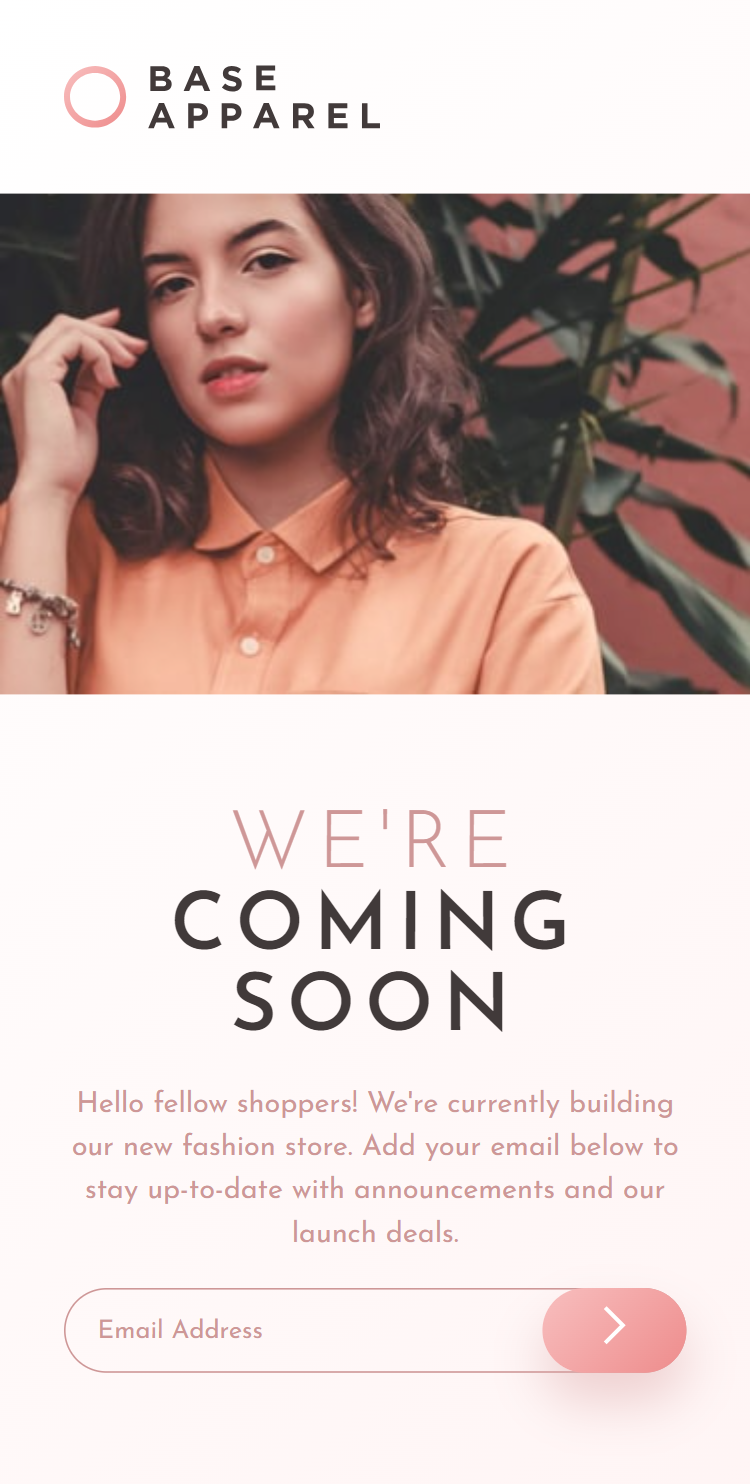 BASE
APPAREL
WE'RE
COMING
SOON
Hello fellow shoppers! We're currently building
our new fashion store. Add your email below to
stay up-to-date with announcements and our
launch deals.
Email Address